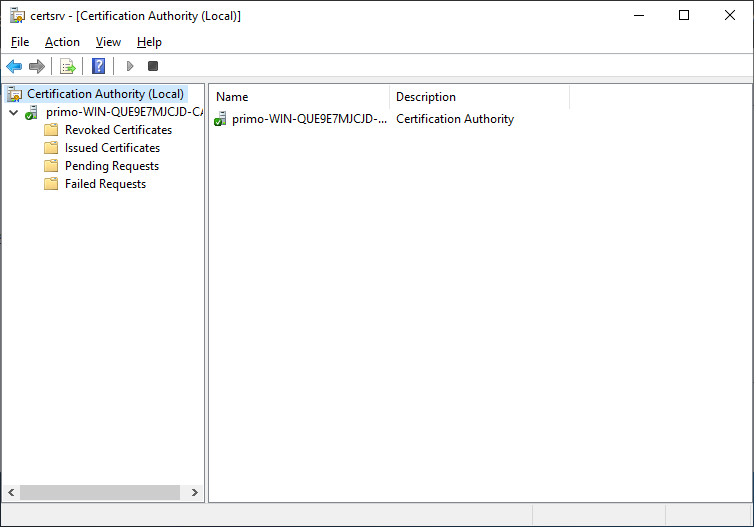 certsrv - [Certification Authority (Local)]
File Action View Help
Certification Authority (Local)
primo-WIN-QUE9E7MJCJD-CA
Revoked Certificates
Issued Certificates
Pending Requests
Failed Requests
Name Description
primo-WIN-QUE9E7MJCJD-... Certification Authority